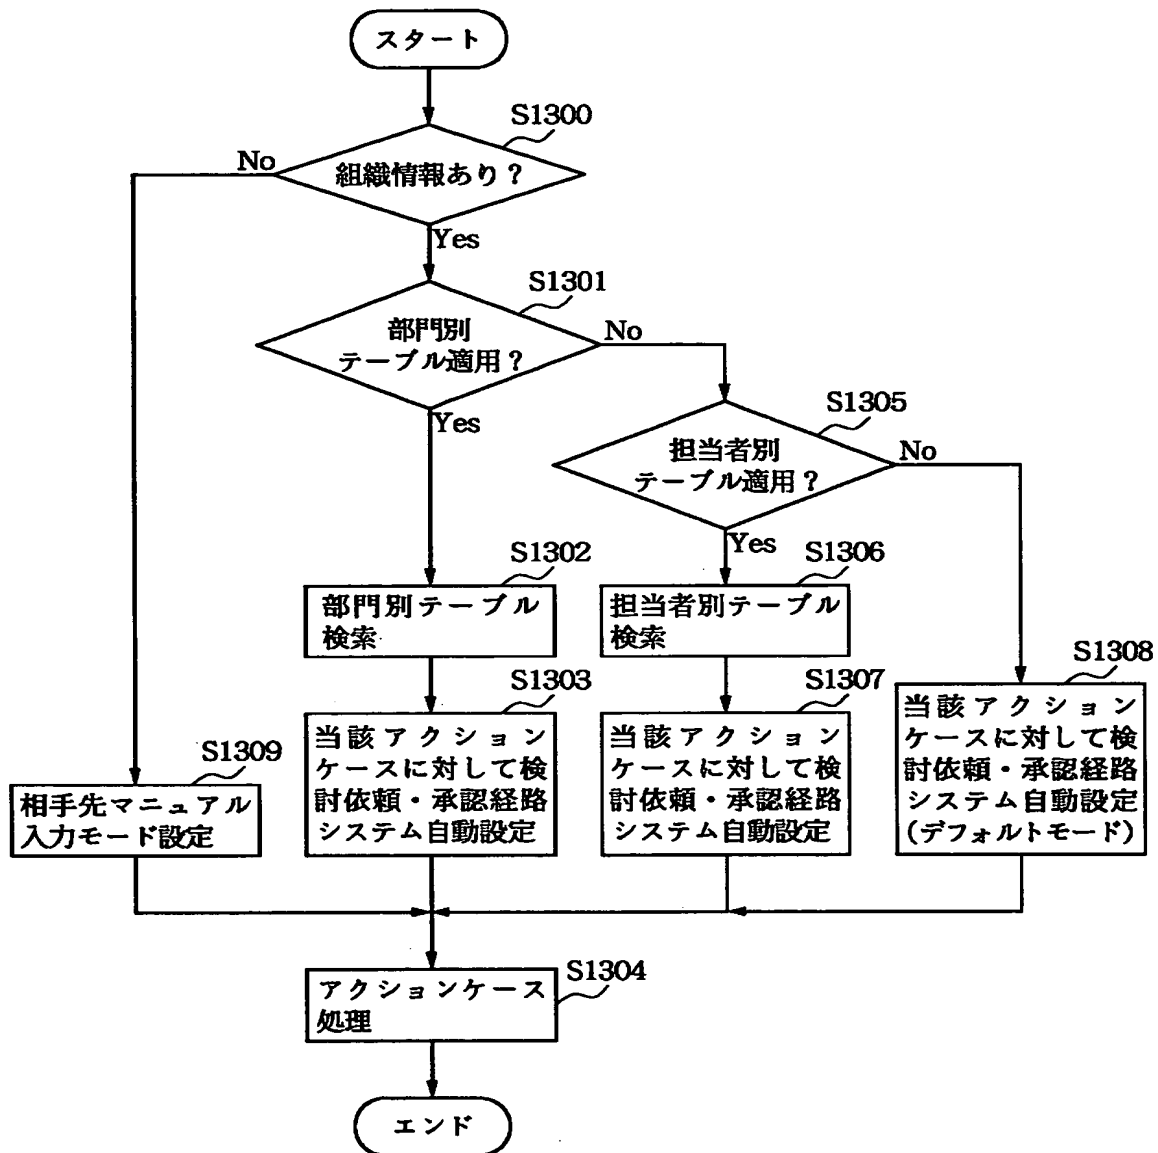 スタート
S1300
No
組織情報あり？
Yes
S1301
部門別
テーブル適用？
No
Yes
S1305
担当者別
テーブル適用？
No
Yes
S1302
部門別テーブル
検索
S1306
担当者別テーブル
検索
S1303
当該アクション
ケースに対して検
討依頼・承認経路
システム自動設定
S1307
当該アクション
ケースに対して検
討依頼・承認経路
システム自動設定
S1308
当該アクション
ケースに対して検
討依頼・承認経路
システム自動設定
(デフォルトモード)
S1309
相手先マニュアル
入力モード設定
S1304
アクションケース
処理
エンド